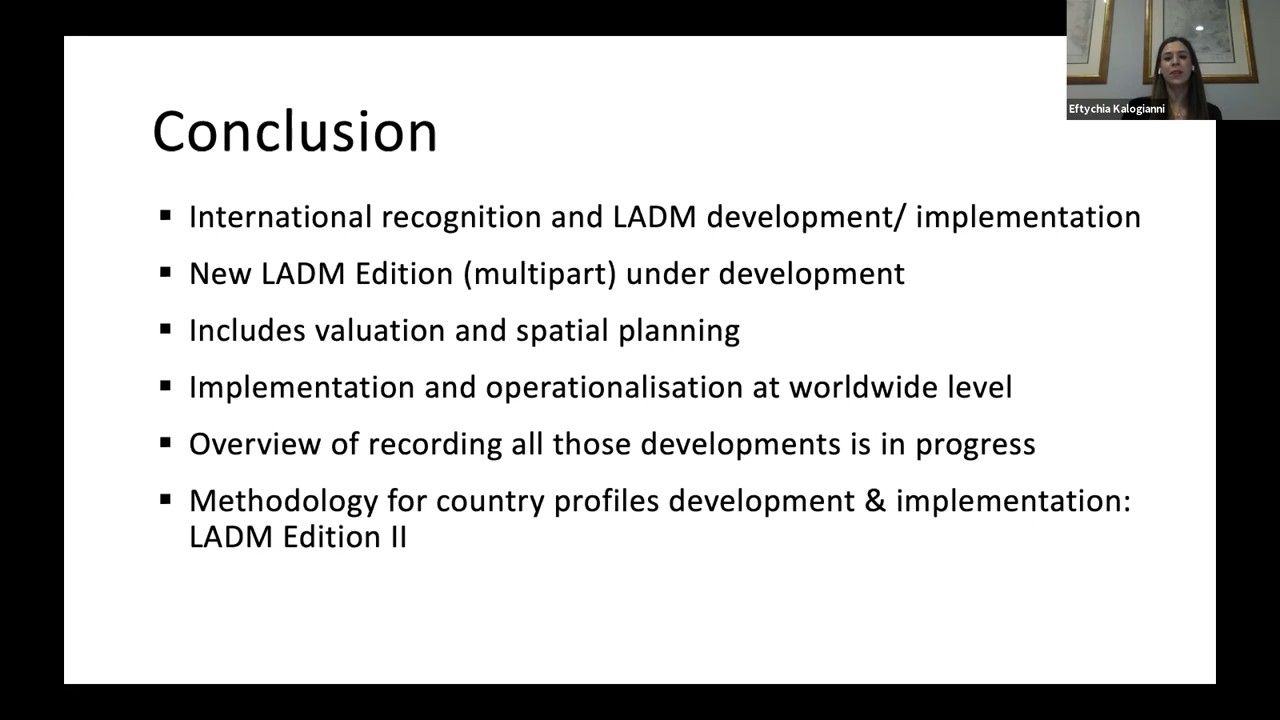 Eftychia Kalogianni
Conclusion
▪ International recognition and LADM development/ implementation
▪ New LADM Edition (multipart) under development
▪ Includes valuation and spatial planning
▪ Implementation and operationalisation at worldwide level
▪ Overview of recording all those developments is in progress
▪ Methodology for country profiles development & implementation:
LADM Edition II